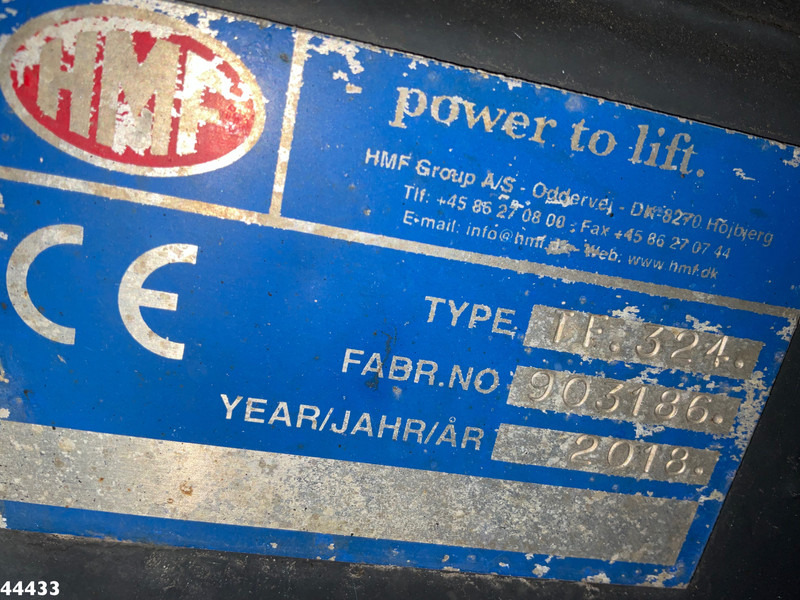 HMF
power to lift.
HMF Group A/S - Oddervej - DK-8270 Höjbjerg
Tlf: +45 86 27 08 00 - Fax +45 86 27 07 44
E-mail: info@hmf.dk - Web: www.hmf.dk
CE
TYPE 324.
FABR.NO 903186.
YEAR/JAHR/ÅR 2018.
44433